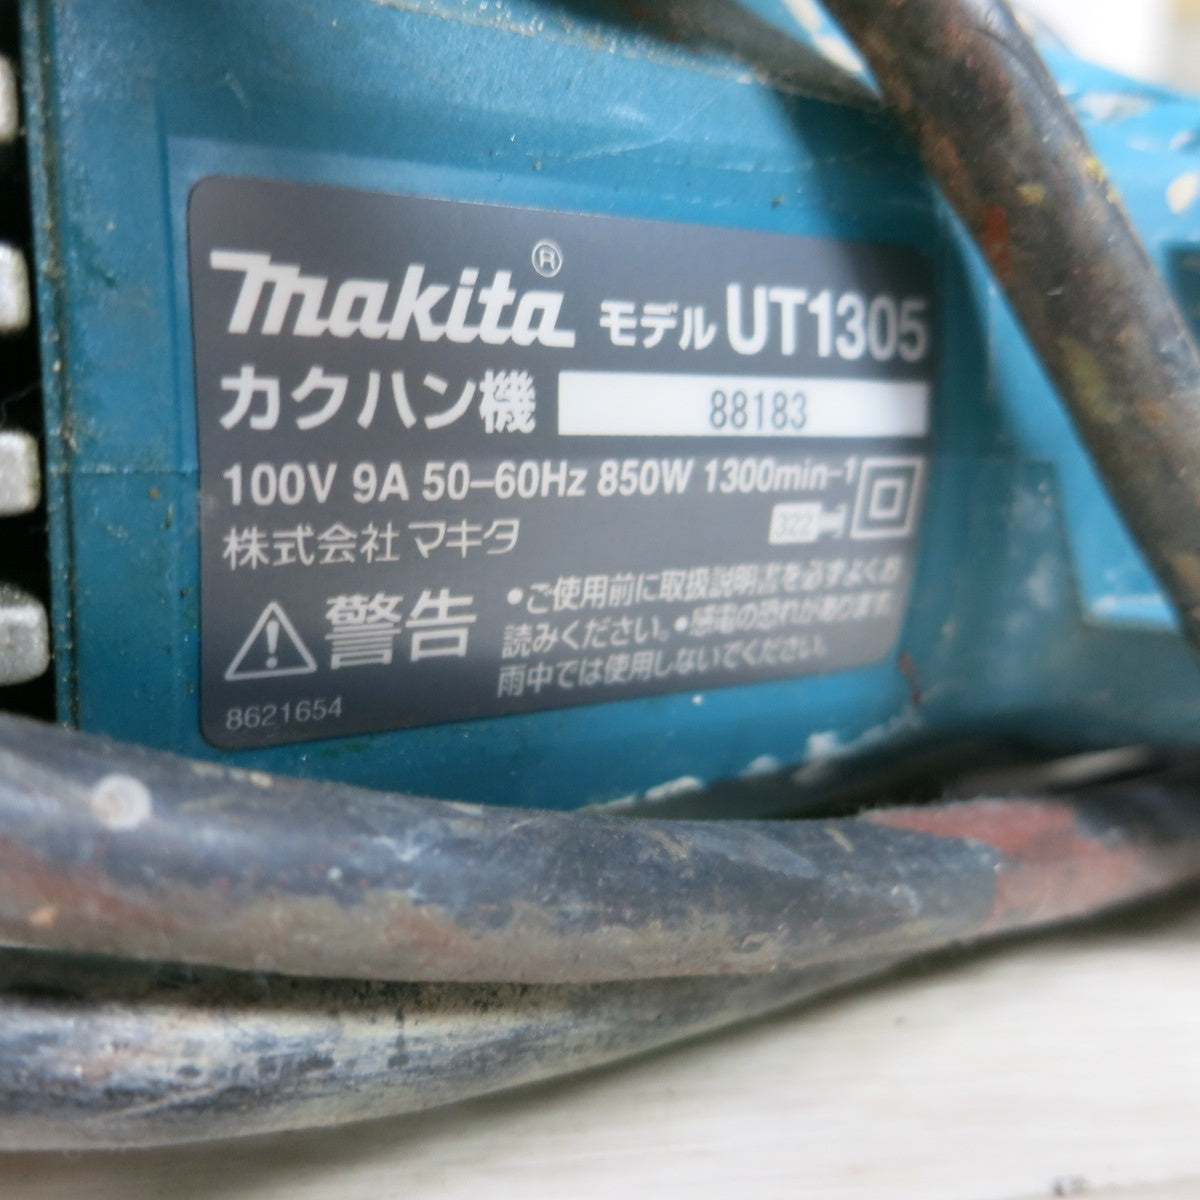 makita® モデル UT1305
カクハン機 88183
100V 9A 50-60Hz 850W 1300min-1
株式会社 マキタ 322
警告 •ご使用前に取扱説明書を必ずよくお
読みください。•感電の恐れがあります。
雨中では使用しないでください。
8621654